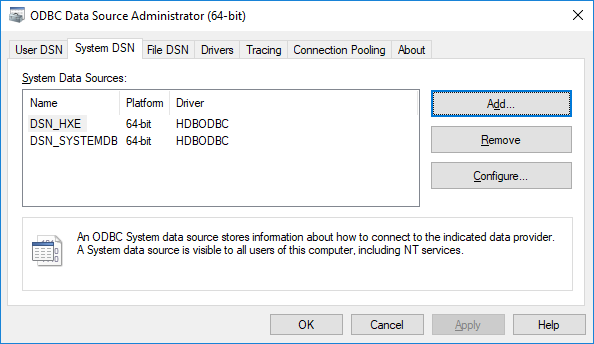 ODBC Data Source Administrator (64-bit)
User DSN System DSN File DSN Drivers Tracing Connection Pooling About
System Data Sources:
Name Platform Driver
DSN_HXE 64-bit HDBODBC
DSN_SYSTEMDB 64-bit HDBODBC
Add...
Remove
Configure...
An ODBC System data source stores information about how to connect to the indicated data provider.
A System data source is visible to all users of this computer, including NT services.
OK Cancel Apply Help